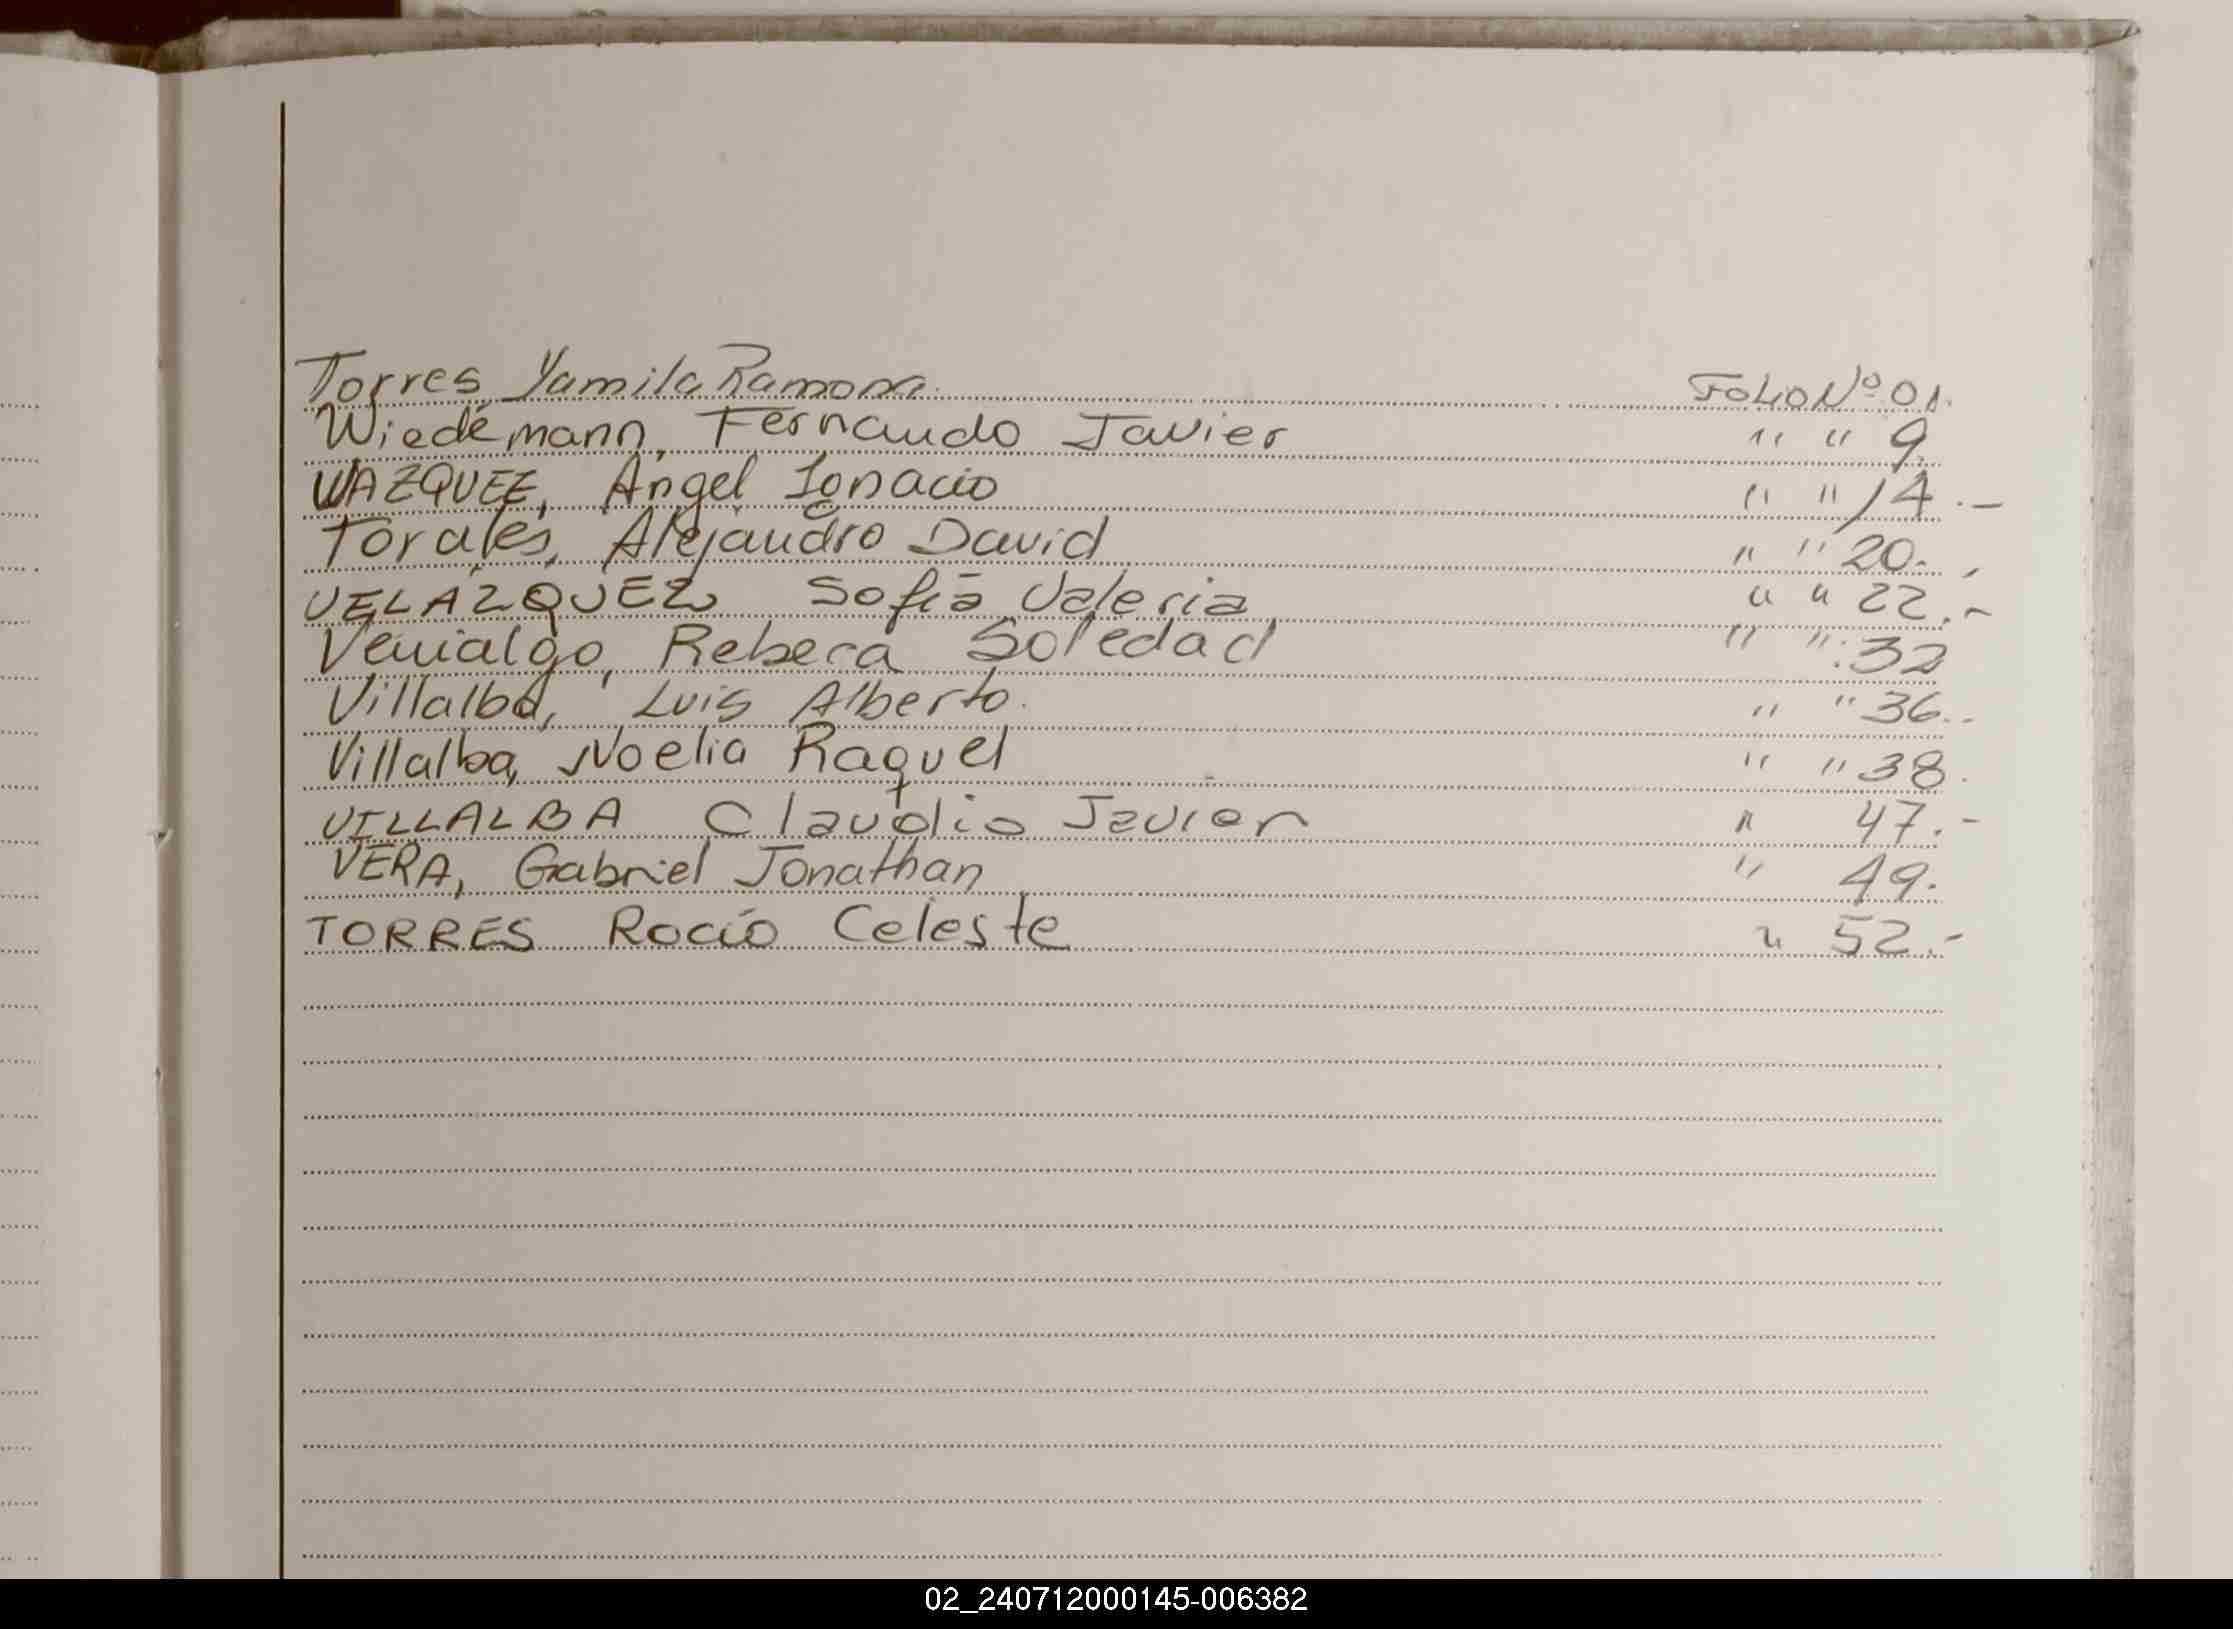 Torres Yamila Ramona. Folio Nº 01.
Wiedemann, Fernando Javier " " 9.
WAZQUEZ, Angel Ignacio " " 14.-
Torales, Alejandro David " " 20.-
VELÁZQUEZ Sofía Valeria " " 22.-
Venialgo, Rebeca Soledad " " 32
Villalba, Luis Alberto. " " 36..
Villalba, Noelia Raquel " " 38.
VILLALBA Claudio Javier " 47.-
VERA, Gabriel Jonathan " 49.
TORRES Rocío Celeste " 52.-
02_240712000145-006382